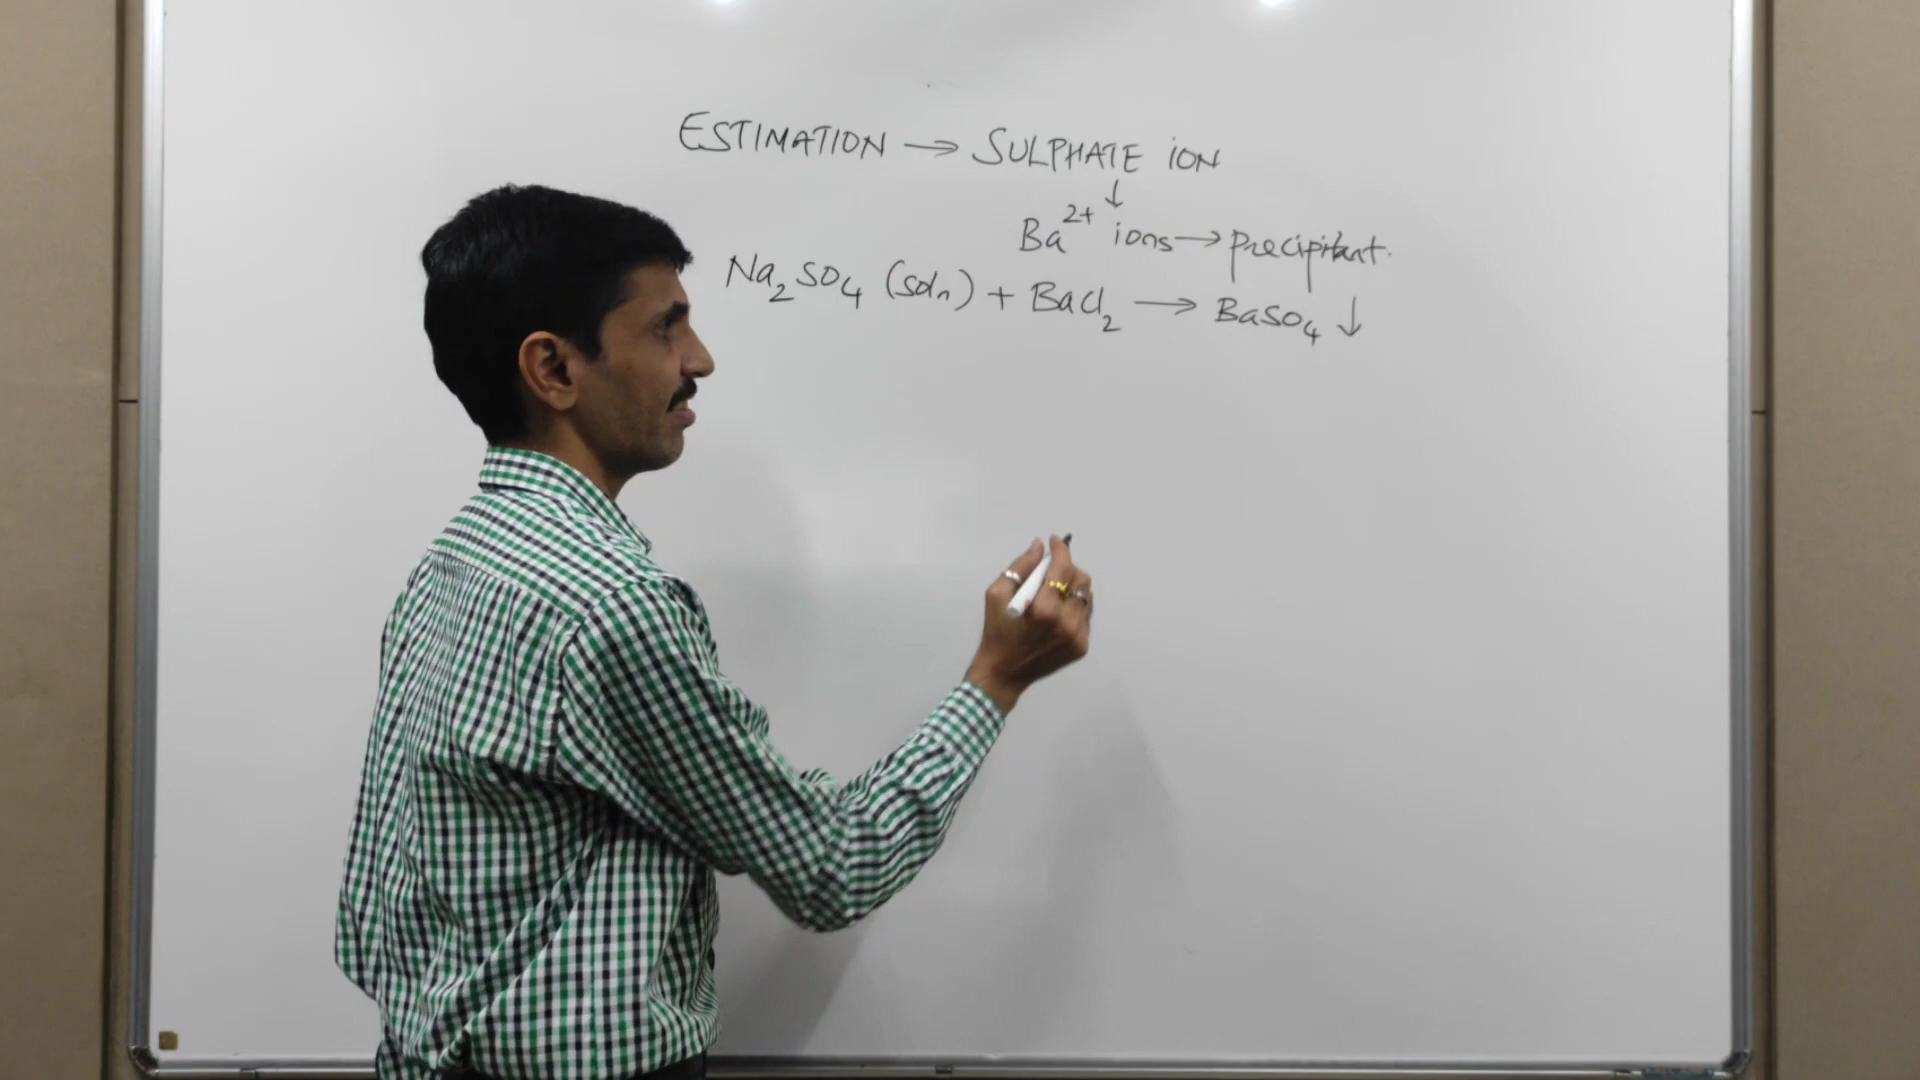 ESTIMATION → SULPHATE iON
↓
Ba²⁺ ions → Precipitant.
Na₂SO₄ (soln) + BaCl₂ → BaSO₄ ↓